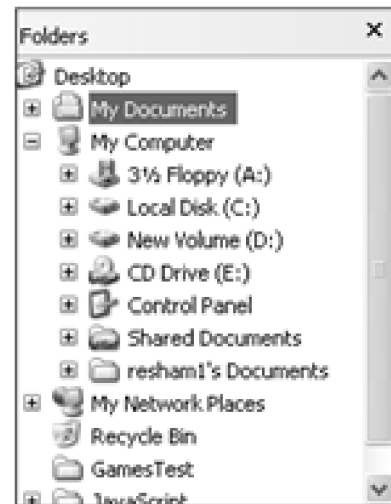 Folders
Desktop
My Documents
My Computer
3½ Floppy (A:)
Local Disk (C:)
New Volume (D:)
CD Drive (E:)
Control Panel
Shared Documents
resham1's Documents
My Network Places
Recycle Bin
GamesTest
JavaScript